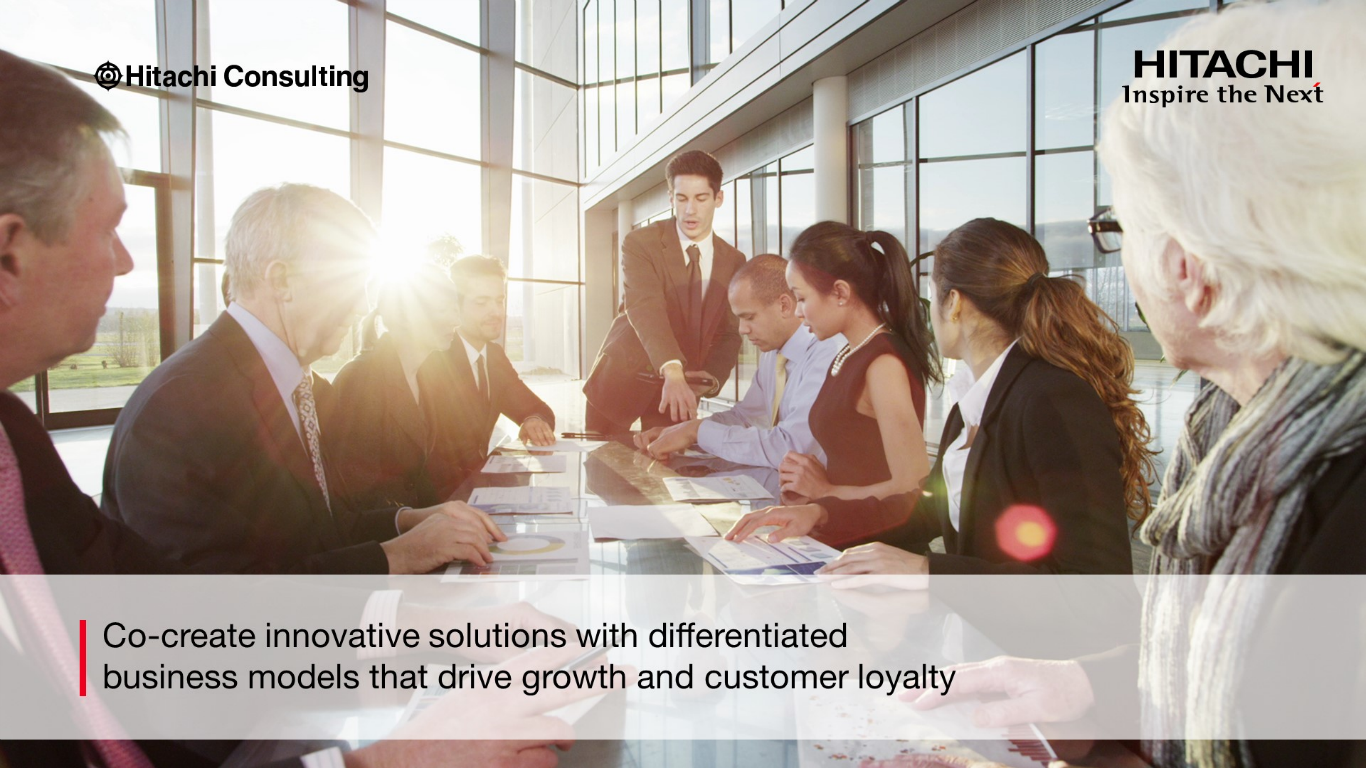 Hitachi Consulting
HITACHI
Inspire the Next
Co-create innovative solutions with differentiated
business models that drive growth and customer loyalty